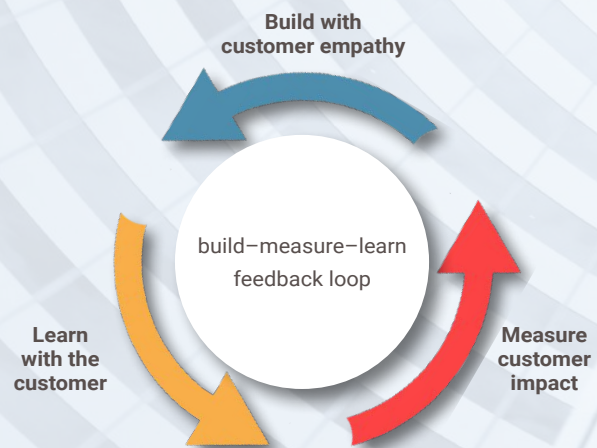 Build with
customer empathy
build–measure–learn
feedback loop
Learn
with the
customer
Measure
customer
impact